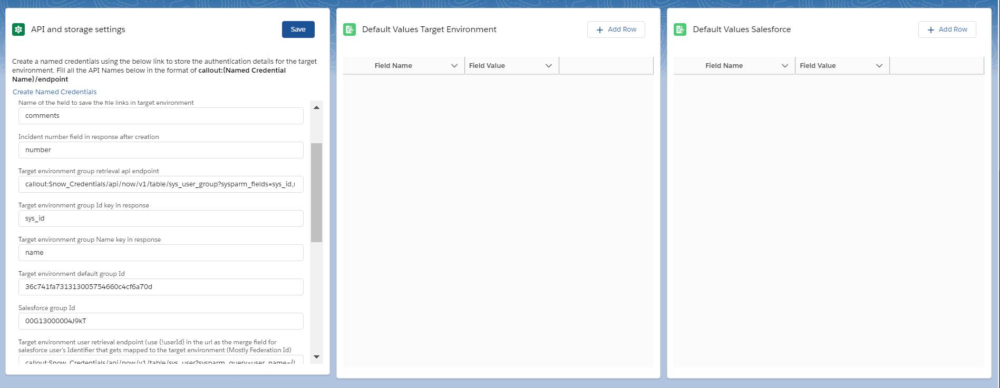 API and storage settings
Save
Create a named credentials using the below link to store the authentication details for the target
environment. Fill all the API Names below in the format of callout:{Named Credential
Name}/endpoint
Create Named Credentials
Name of the field to save the file links in target environment
comments
Incident number field in response after creation
number
Target environment group retrieval api endpoint
callout:Snow_Credentials/api/now/v1/table/sys_user_group?sysparm_fields=sys_id,
Target environment group Id key in response
sys_id
Target environment group Name key in response
name
Target environment default group Id
36c741fa731313005754660c4cf6a70d
Salesforce group Id
00G13000004J9kT
Target environment user retrieval endpoint (use {!userId} in the url as the merge field for
salesforce user's Identifier that gets mapped to the target environment (Mostly Federation Id)
callout:Snow_Credentials/api/now/v1/table/sys_user?sysparm_query=user_name={!
Default Values Target Environment
+ Add Row
Field Name
Field Value
Default Values Salesforce
+ Add Row
Field Name
Field Value